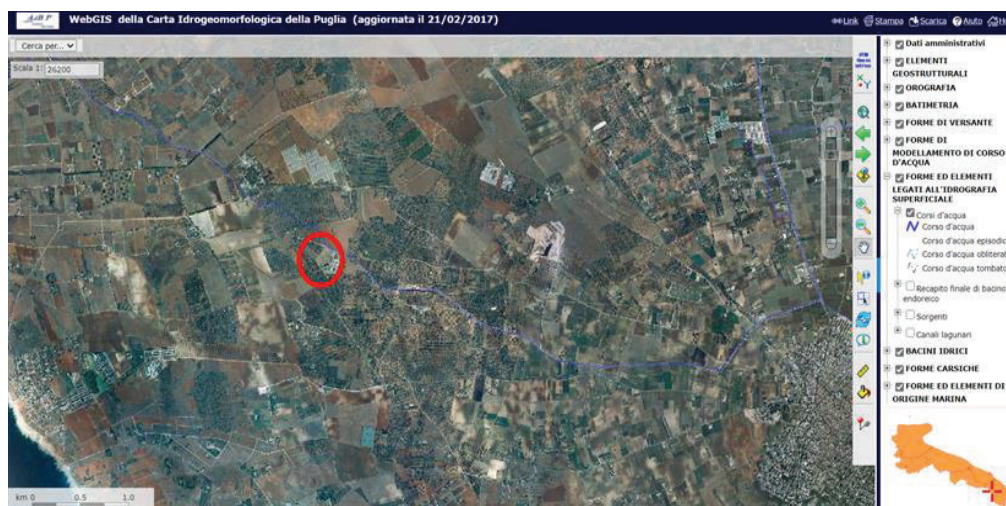 AdB P
WebGIS della Carta Idrogeomorfologica della Puglia (aggiornata il 21/02/2017)
Link Stampa Scarica Aiuto
Cerca per...
Scala 1: 26200
Dati amministrativi
ELEMENTI
GEOSTRUTTURALI
OROGRAFIA
BATIMETRIA
FORME DI VERSANTE
FORME DI
MODELLAMENTO DI CORSO
D'ACQUA
FORME ED ELEMENTI
LEGATI ALL'IDROGRAFIA
SUPERFICIALE
Corsi d'acqua
Corso d'acqua
Corso d'acqua episodic
Corso d'acqua obliterat
Corso d'acqua tombato
Recapito finale di bacino
endoreico
Sorgenti
Canali lagunari
BACINI IDRICI
FORME CARSICHE
FORME ED ELEMENTI DI
ORIGINE MARINA
km 0 0.5 1.0